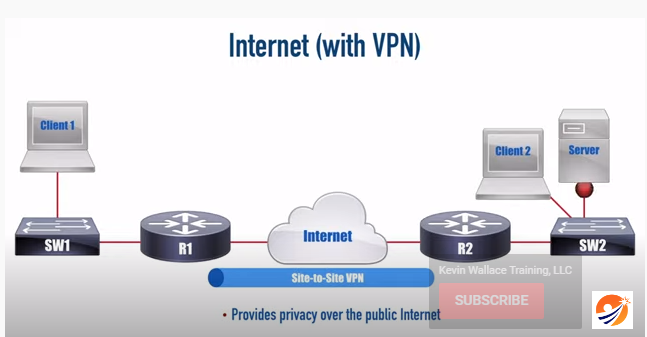 Internet (with VPN)
Client 1
Client 2
Server
SW1
R1
Internet
R2
SW2
Site-to-Site VPN
Kevin Wallace Training, LLC
SUBSCRIBE
• Provides privacy over the public Internet